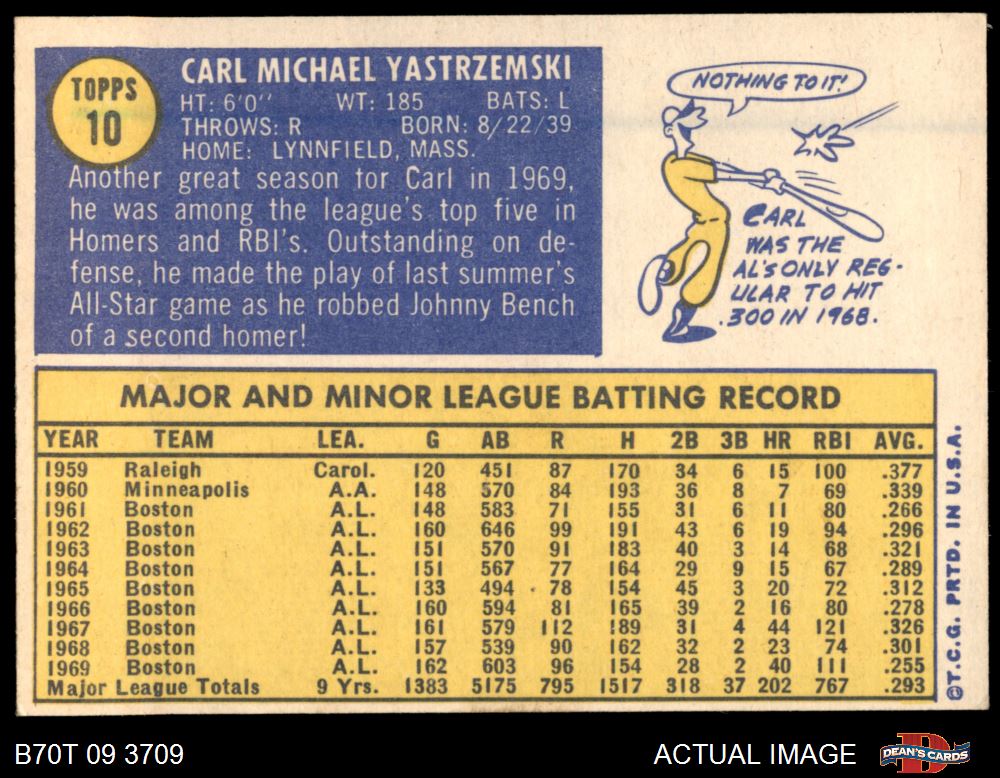 TOPPS
10
CARL MICHAEL YASTRZEMSKI
HT: 6'0" WT: 185 BATS: L
THROWS: R BORN: 8/22/39
HOME: LYNNFIELD, MASS.
Another great season for Carl in 1969,
he was among the league's top five in
Homers and RBI's. Outstanding on de-
fense, he made the play of last summer's
All-Star game as he robbed Johnny Bench
of a second homer!
NOTHING TO IT!
CARL
WAS THE
AL'S ONLY REG-
ULAR TO HIT
.300 IN 1968.
MAJOR AND MINOR LEAGUE BATTING RECORD
YEAR TEAM LEA. G AB R H 2B 3B HR RBI AVG.
1959 Raleigh Carol. 120 451 87 170 34 6 15 100 .377
1960 Minneapolis A.A. 148 570 84 193 36 8 7 69 .339
1961 Boston A.L. 148 583 71 155 31 6 11 80 .266
1962 Boston A.L. 160 646 99 191 43 6 19 94 .296
1963 Boston A.L. 151 570 91 183 40 3 14 68 .321
1964 Boston A.L. 151 567 77 164 29 9 15 67 .289
1965 Boston A.L. 133 494 78 154 45 3 20 72 .312
1966 Boston A.L. 160 594 81 165 39 2 16 80 .278
1967 Boston A.L. 161 579 112 189 31 4 44 121 .326
1968 Boston A.L. 157 539 90 162 32 2 23 74 .301
1969 Boston A.L. 162 603 96 154 28 2 40 111 .255
Major League Totals 9 Yrs. 1383 5175 795 1517 318 37 202 767 .293
©T.C.G. PRTD. IN U.S.A.
B70T 09 3709
ACTUAL IMAGE
DEAN'S CARDS